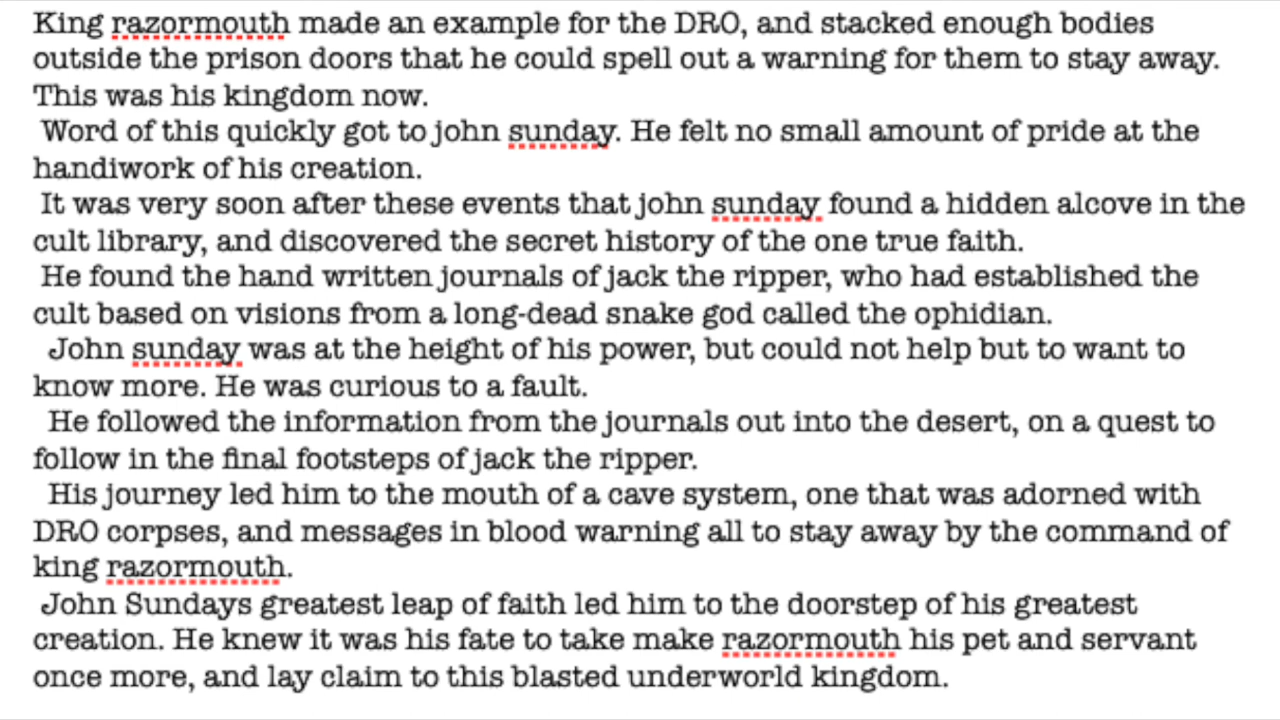 King razormouth made an example for the DRO, and stacked enough bodies
outside the prison doors that he could spell out a warning for them to stay away.
This was his kingdom now.
Word of this quickly got to john sunday. He felt no small amount of pride at the
handiwork of his creation.
It was very soon after these events that john sunday found a hidden alcove in the
cult library, and discovered the secret history of the one true faith.
He found the hand written journals of jack the ripper, who had established the
cult based on visions from a long-dead snake god called the ophidian.
John sunday was at the height of his power, but could not help but to want to
know more. He was curious to a fault.
He followed the information from the journals out into the desert, on a quest to
follow in the final footsteps of jack the ripper.
His journey led him to the mouth of a cave system, one that was adorned with
DRO corpses, and messages in blood warning all to stay away by the command of
king razormouth.
John Sundays greatest leap of faith led him to the doorstep of his greatest
creation. He knew it was his fate to take make razormouth his pet and servant
once more, and lay claim to this blasted underworld kingdom.